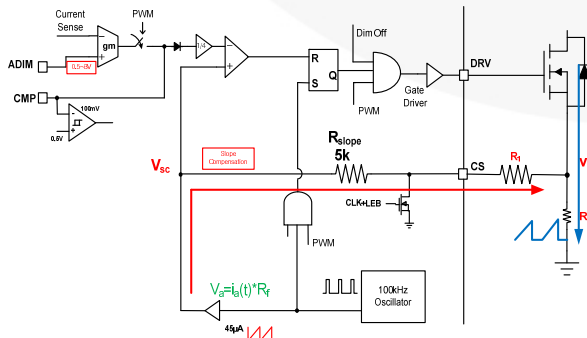 Current
Sense
PWM
ADIM
gm
0.5~8V
CMP
100mV
0.6V
1/4
R
S
Q
Dim Off
PWM
Gate
Driver
DRV
Slope
Compensation
Vsc
Rslope
5k
CS
R1
V
R
CLK+LEB
PWM
Va=ia(t)*Rf
45µA
100kHz
Oscillator